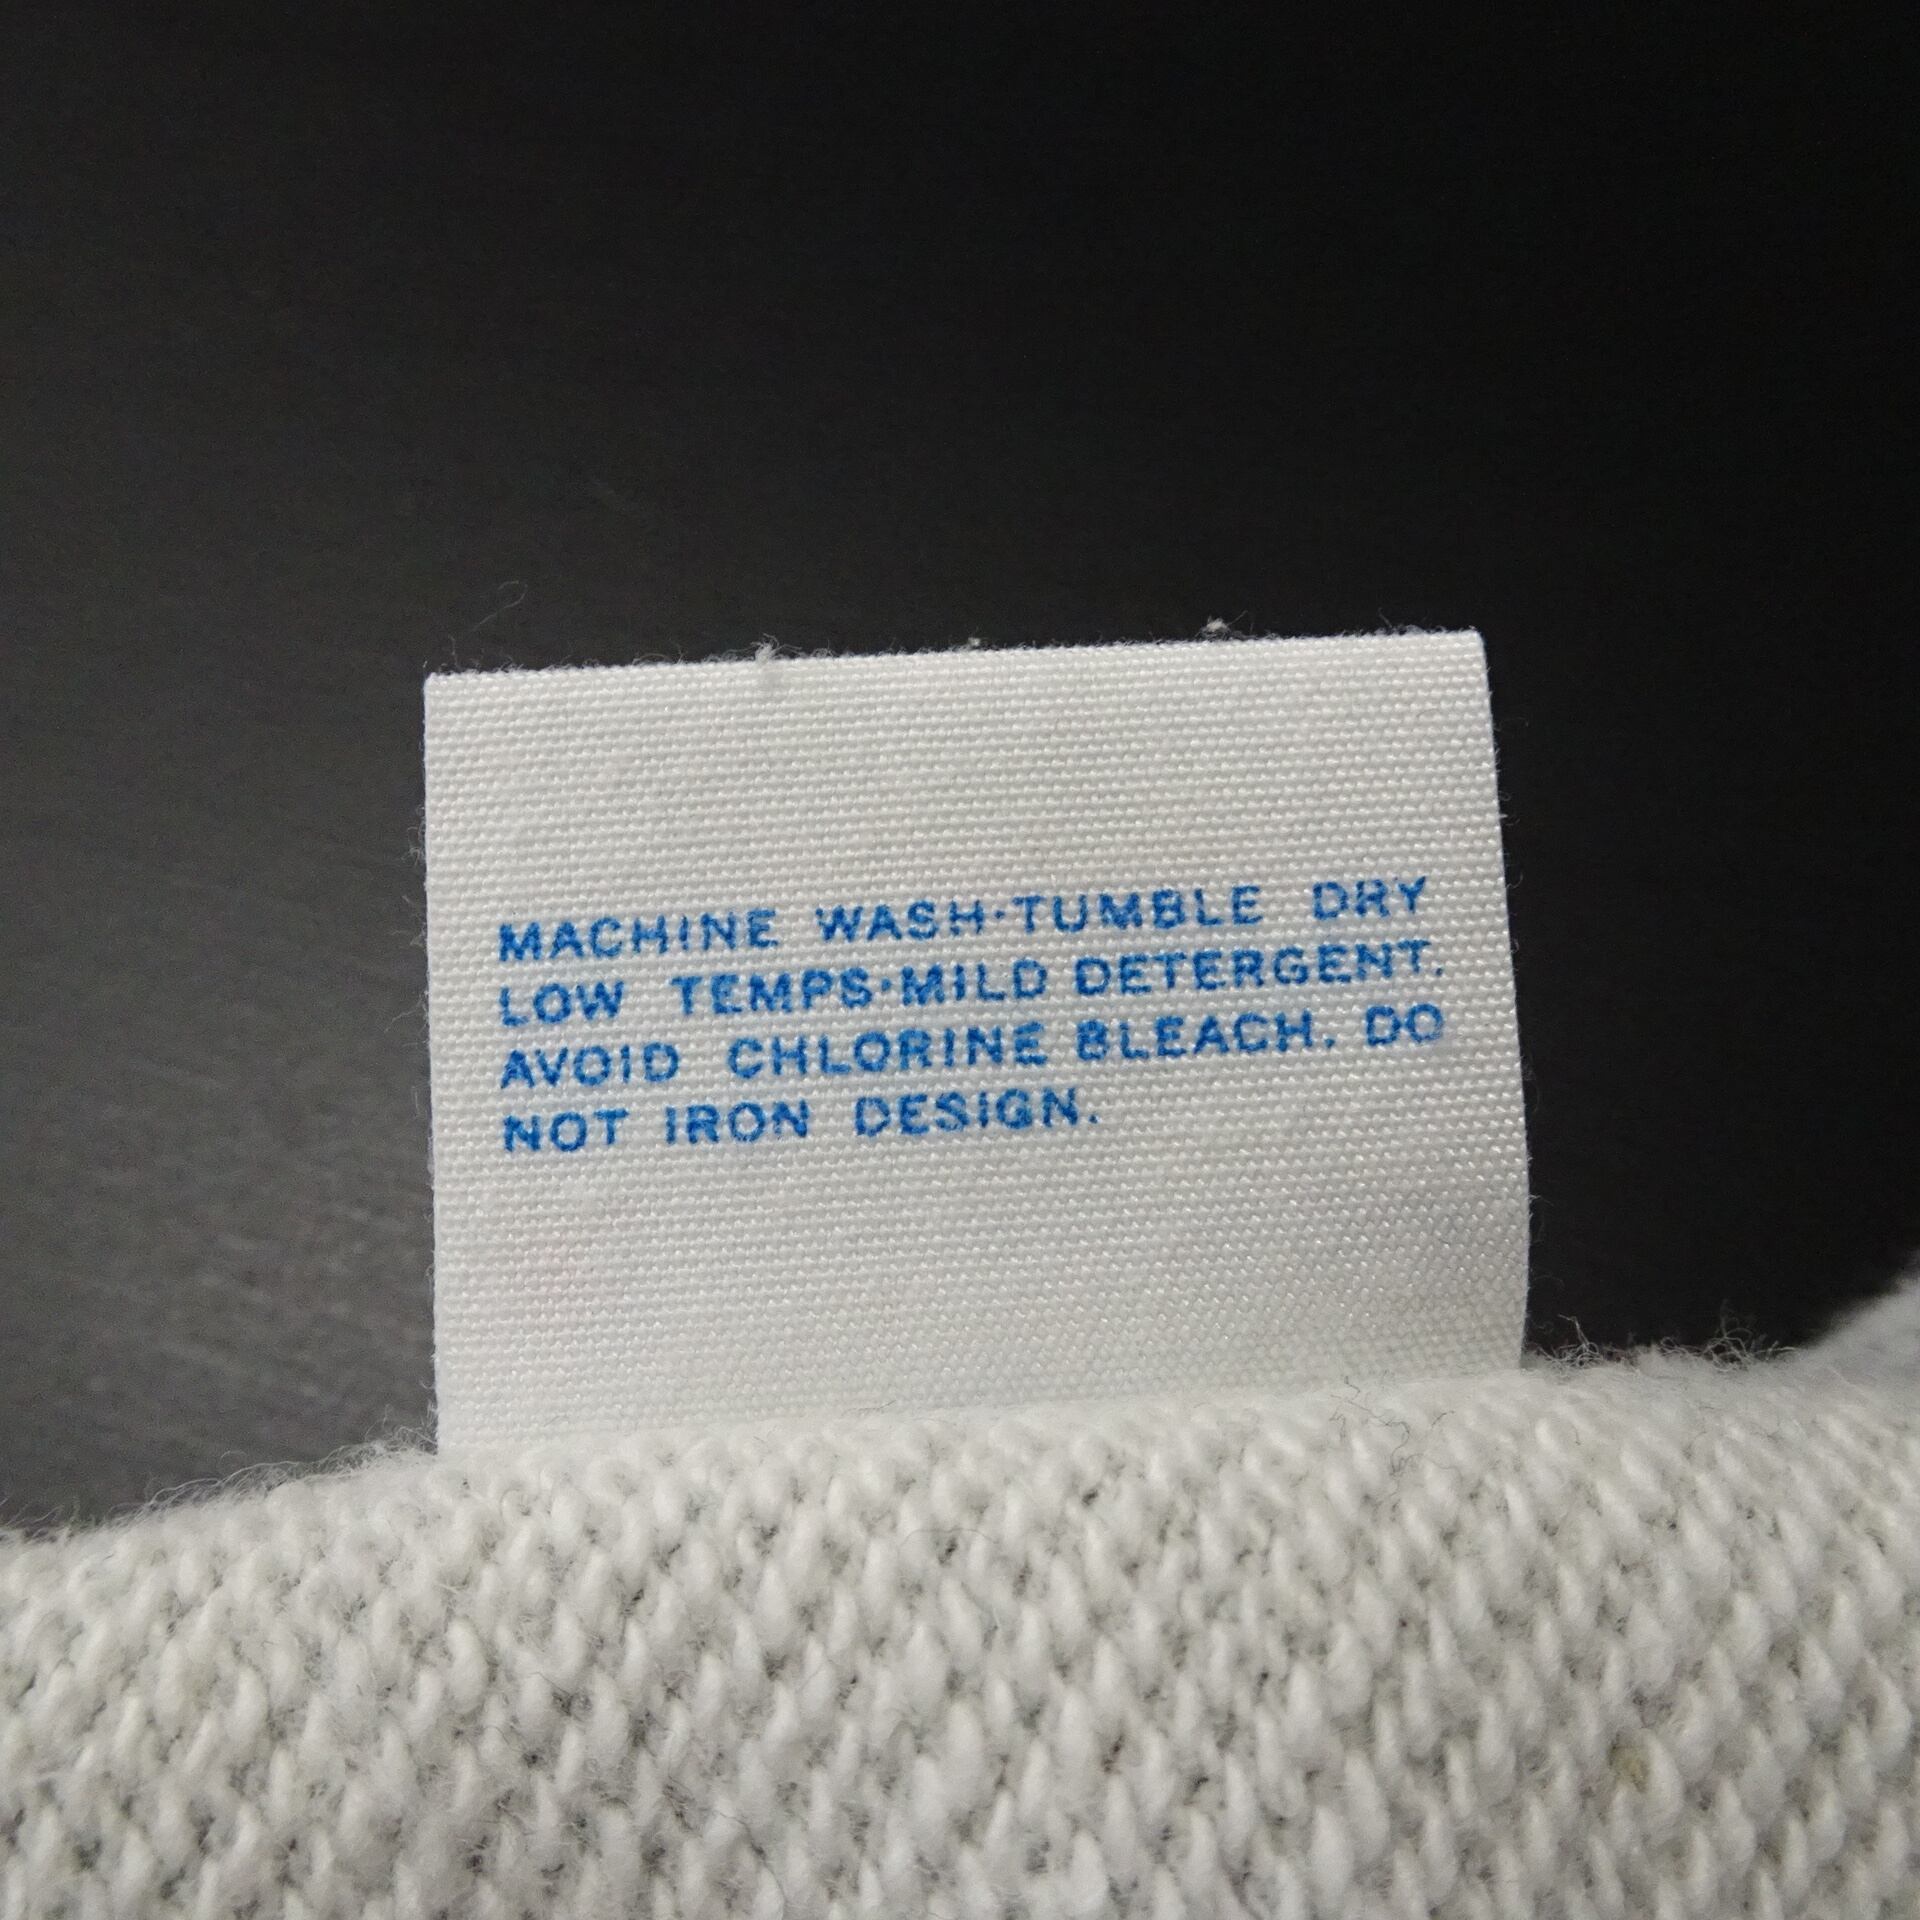 MACHINE WASH·TUMBLE DRY
LOW TEMPS·MILD DETERGENT.
AVOID CHLORINE BLEACH. DO
NOT IRON DESIGN.